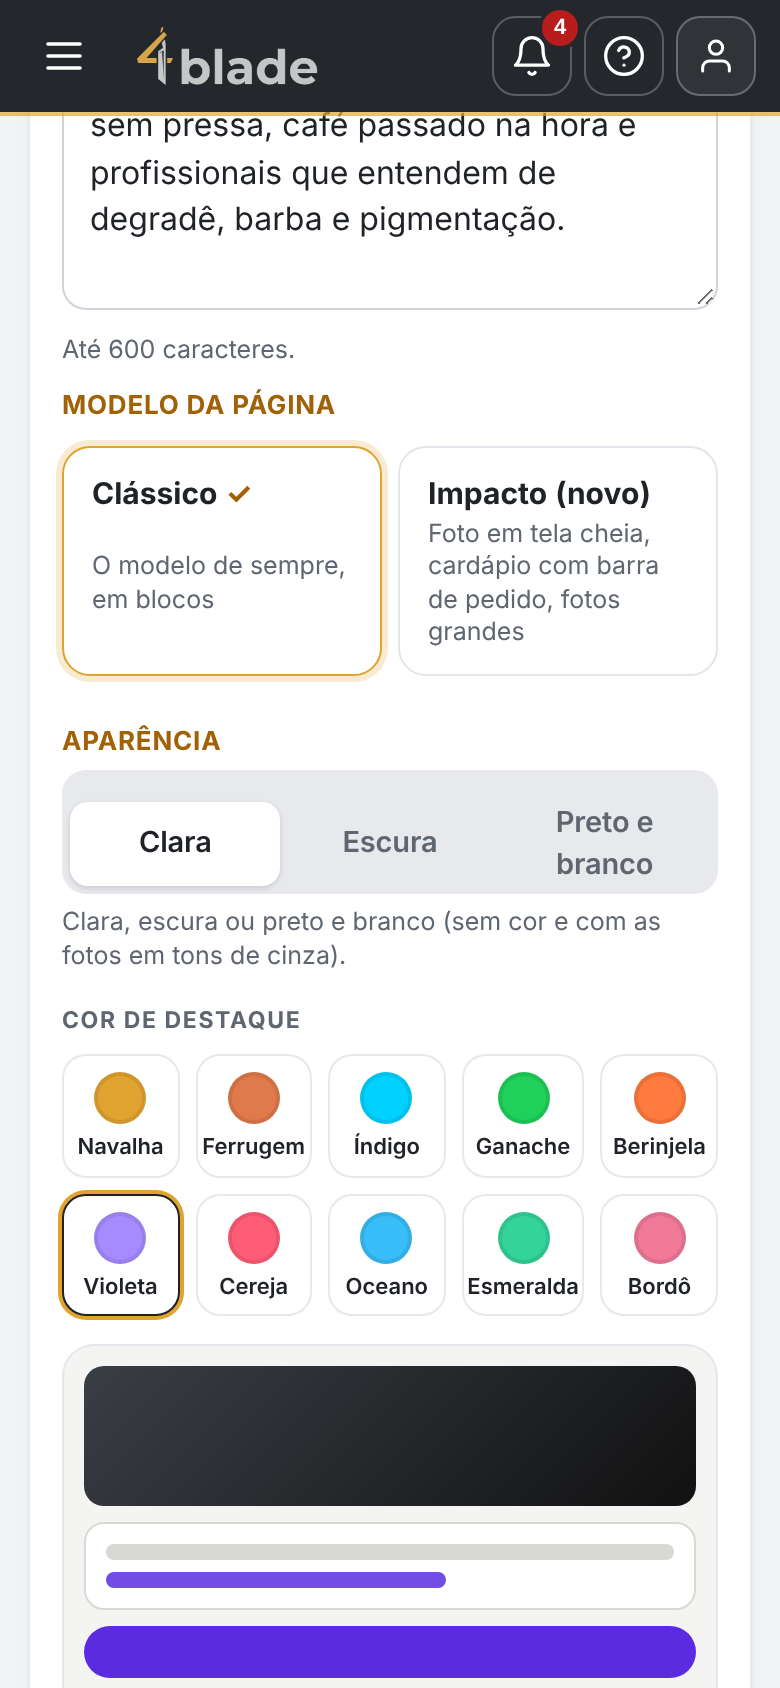 4blade
4
sem pressa, café passado na hora e
profissionais que entendem de
degradê, barba e pigmentação.
Até 600 caracteres.
MODELO DA PÁGINA
Clássico ✓
O modelo de sempre,
em blocos
Impacto (novo)
Foto em tela cheia,
cardápio com barra
de pedido, fotos
grandes
APARÊNCIA
Clara
Escura
Preto e
branco
Clara, escura ou preto e branco (sem cor e com as
fotos em tons de cinza).
COR DE DESTAQUE
Navalha
Ferrugem
Índigo
Ganache
Berinjela
Violeta
Cereja
Oceano
Esmeralda
Bordô